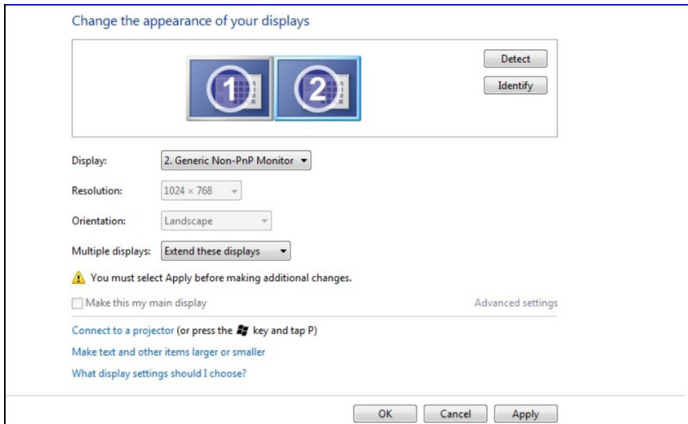 Change the appearance of your displays
1 2
Detect
Identify
Display: 2. Generic Non-PnP Monitor
Resolution: 1024 × 768
Orientation: Landscape
Multiple displays: Extend these displays
You must select Apply before making additional changes.
Make this my main display Advanced settings
Connect to a projector (or press the key and tap P)
Make text and other items larger or smaller
What display settings should I choose?
OK Cancel Apply